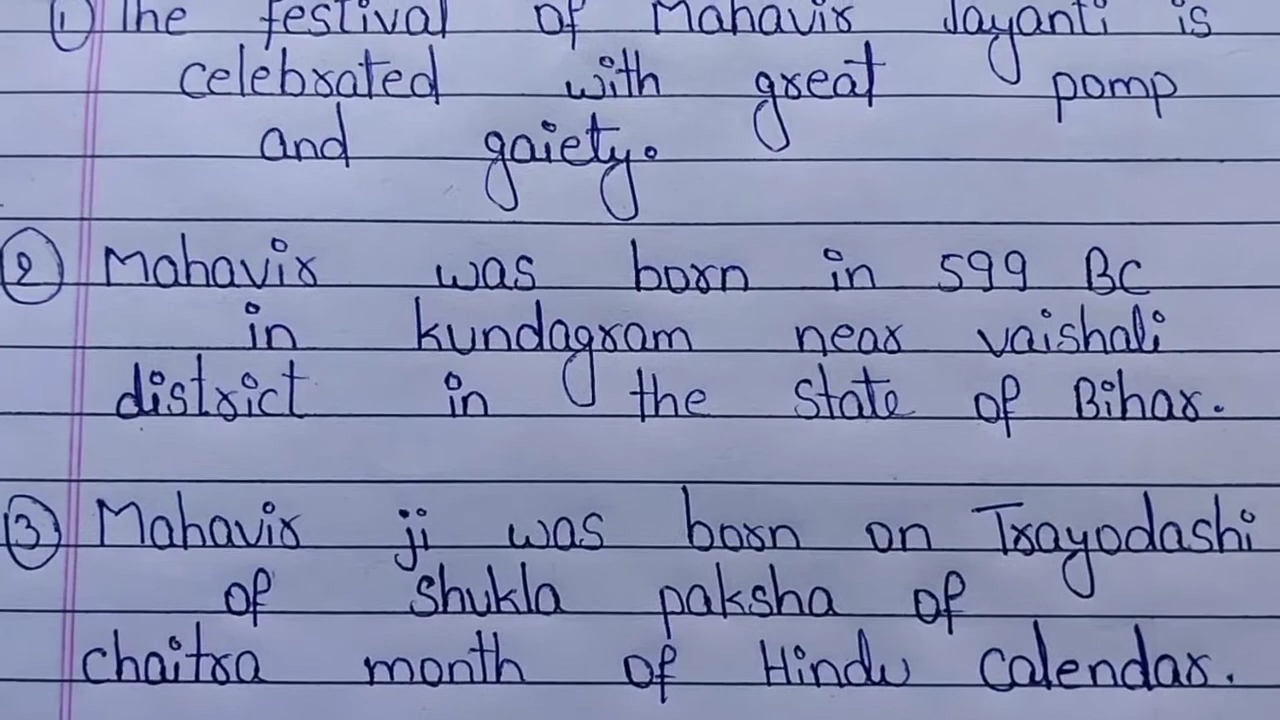 ① The festival of Mahavir Jayanti is
celebrated with great pomp
and gaiety.
② Mahavir was born in 599 BC
in kundagram near vaishali
district in the state of Bihar.
③ Mahavir ji was born on Trayodashi
of shukla paksha of
chaitra month of Hindu calendar.